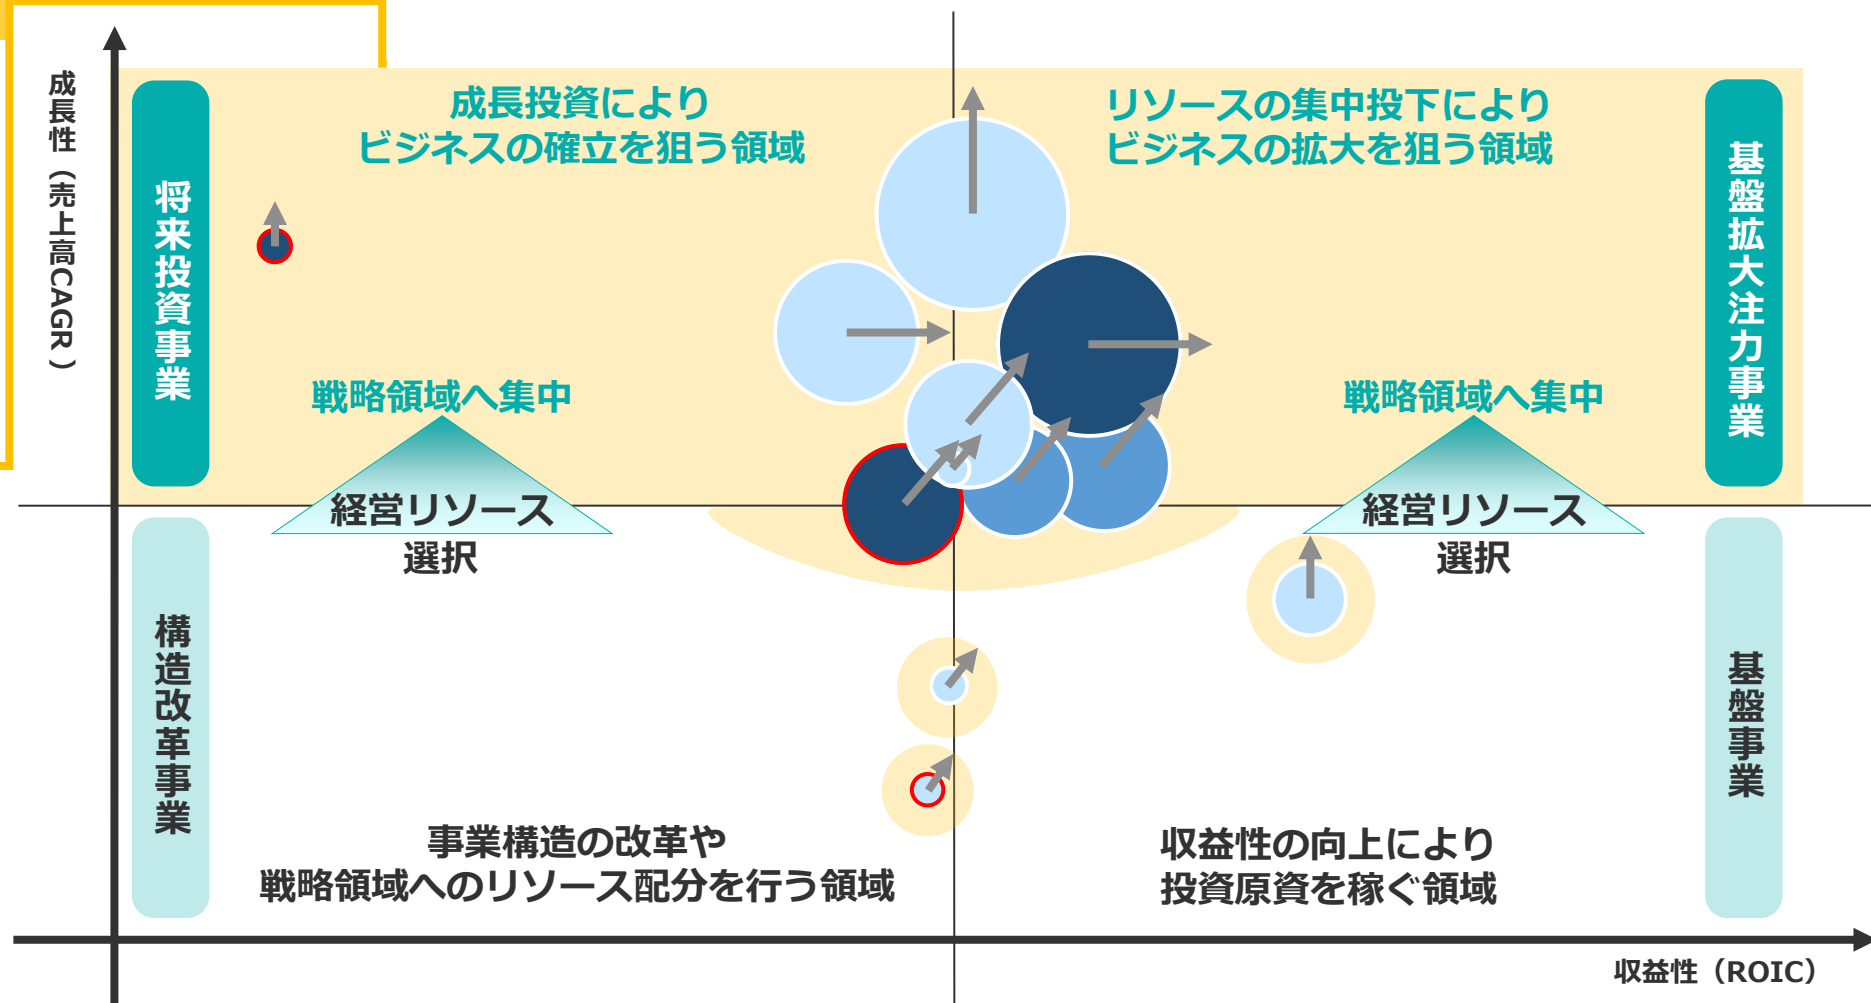 成長性（売上高CAGR）
将来投資事業
成長投資により
ビジネスの確立を狙う領域
リソースの集中投下により
ビジネスの拡大を狙う領域
基盤拡大注力事業
戦略領域へ集中
経営リソース
選択
戦略領域へ集中
経営リソース
選択
構造改革事業
事業構造の改革や
戦略領域へのリソース配分を行う領域
収益性の向上により
投資原資を稼ぐ領域
基盤事業
収益性（ROIC）